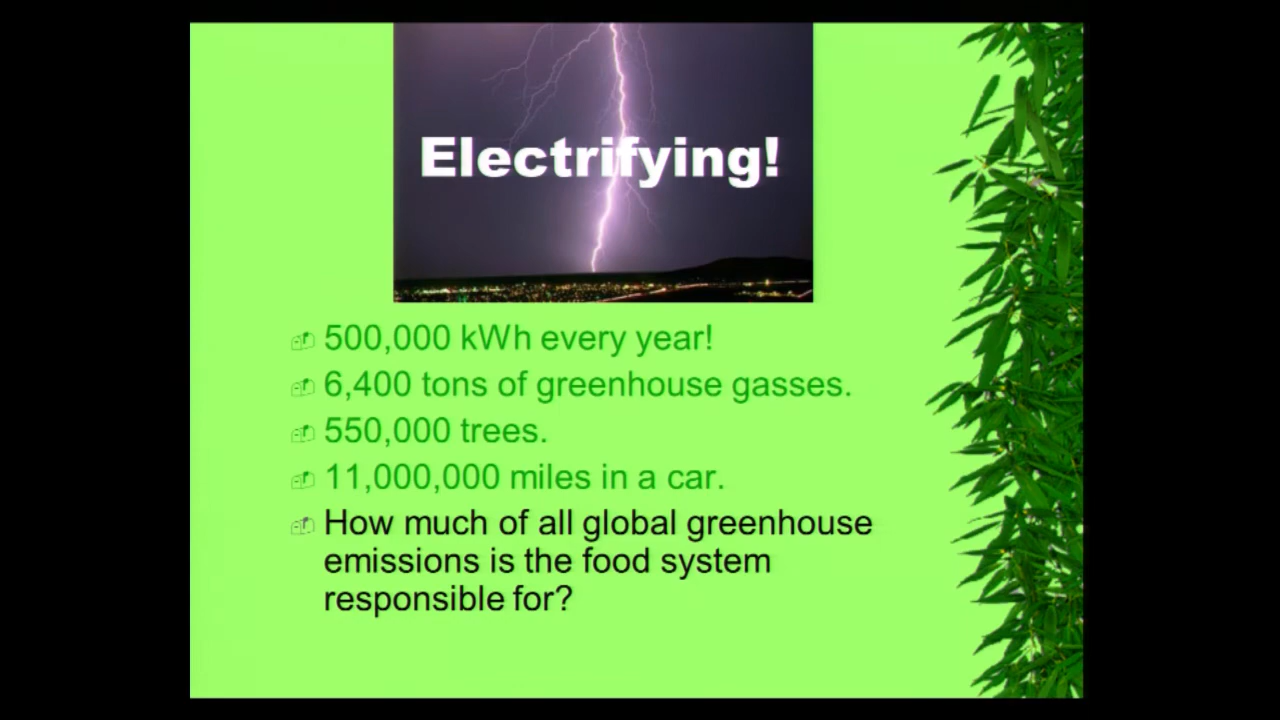 Electrifying!
500,000 kWh every year!
6,400 tons of greenhouse gasses.
550,000 trees.
11,000,000 miles in a car.
How much of all global greenhouse
emissions is the food system
responsible for?